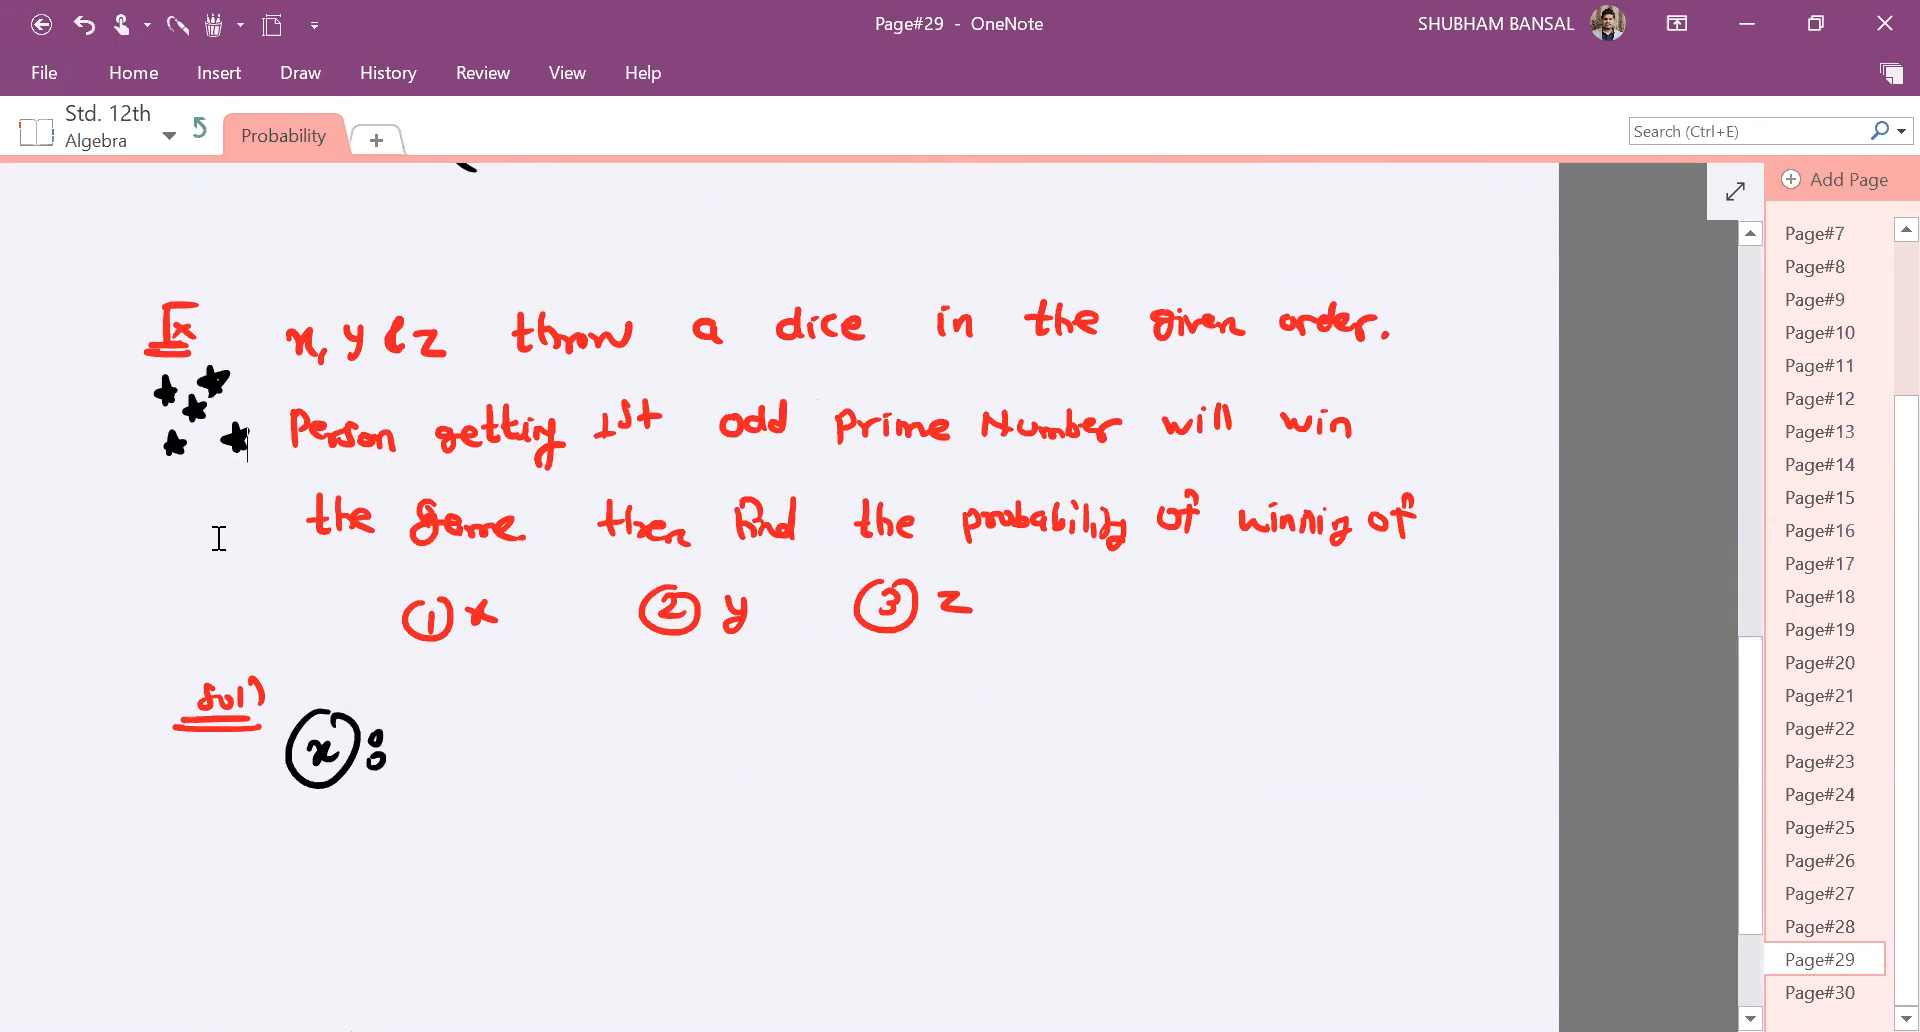 Page#29 - OneNote
SHUBHAM BANSAL
File Home Insert Draw History Review View Help
Std. 12th
Algebra
Probability
Search (Ctrl+E)
Add Page
Page#7
Page#8
Page#9
Page#10
Page#11
Page#12
Page#13
Page#14
Page#15
Page#16
Page#17
Page#18
Page#19
Page#20
Page#21
Page#22
Page#23
Page#24
Page#25
Page#26
Page#27
Page#28
Page#29
Page#30
Ex x, y & z throw a dice in the given order.
Person getting 1st odd Prime Number will win
the game then find the probability of winnig of
① x ② y ③ z
Solⁿ
x :